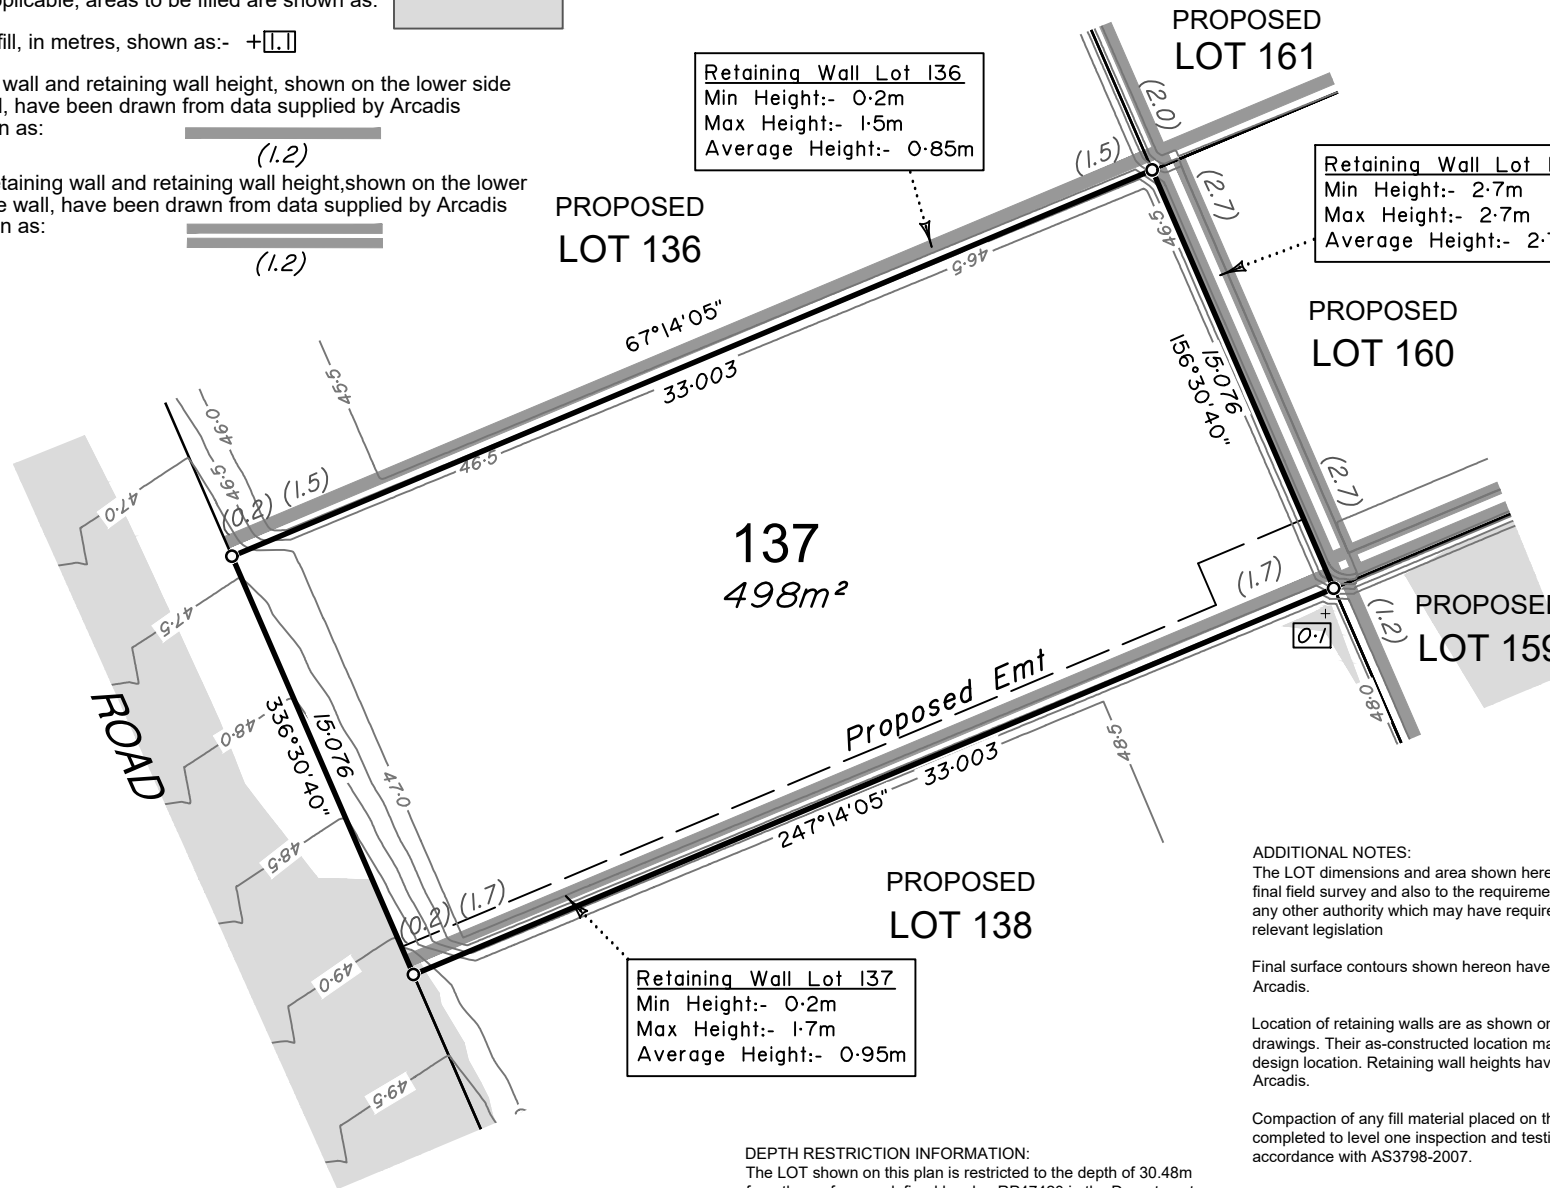 plicable, areas to be filled are shown as:
fill, in metres, shown as:- +1.1
wall and retaining wall height, shown on the lower side
, have been drawn from data supplied by Arcadis
n as:
(1.2)
etaining wall and retaining wall height,shown on the lower
e wall, have been drawn from data supplied by Arcadis
n as:
(1.2)
PROPOSED
LOT 161
Retaining Wall Lot 136
Min Height:- 0·2m
Max Height:- 1·5m
Average Height:- 0·85m
(2.0)
(1.5)
Retaining Wall Lot
Min Height:- 2·7m
Max Height:- 2·7m
Average Height:- 2·
(2.7)
PROPOSED
LOT 136
46·5
46·5
PROPOSED
LOT 160
67°14'05"
33·003
45·5
15·076
156°30'40"
46·0
46·5
46·5
(0.2)
(1.5)
47·0
(2.7)
137
498m²
(1.7)
(1.2)
PROPOSED
LOT 159
0·1
+
47·5
48·0
ROAD
48·0
336°30'40"
15·076
47·0
Proposed Emt
33·003
247°14'05"
48·5
48·5
(0.2)
(1.7)
PROPOSED
LOT 138
49·0
49·5
Retaining Wall Lot 137
Min Height:- 0·2m
Max Height:- 1·7m
Average Height:- 0·95m
ADDITIONAL NOTES:
The LOT dimensions and area shown here
final field survey and also to the requireme
any other authority which may have require
relevant legislation
Final surface contours shown hereon have
Arcadis.
Location of retaining walls are as shown or
drawings. Their as-constructed location ma
design location. Retaining wall heights hav
Arcadis.
Compaction of any fill material placed on th
completed to level one inspection and testi
accordance with AS3798-2007.
DEPTH RESTRICTION INFORMATION:
The LOT shown on this plan is restricted to the depth of 30.48m